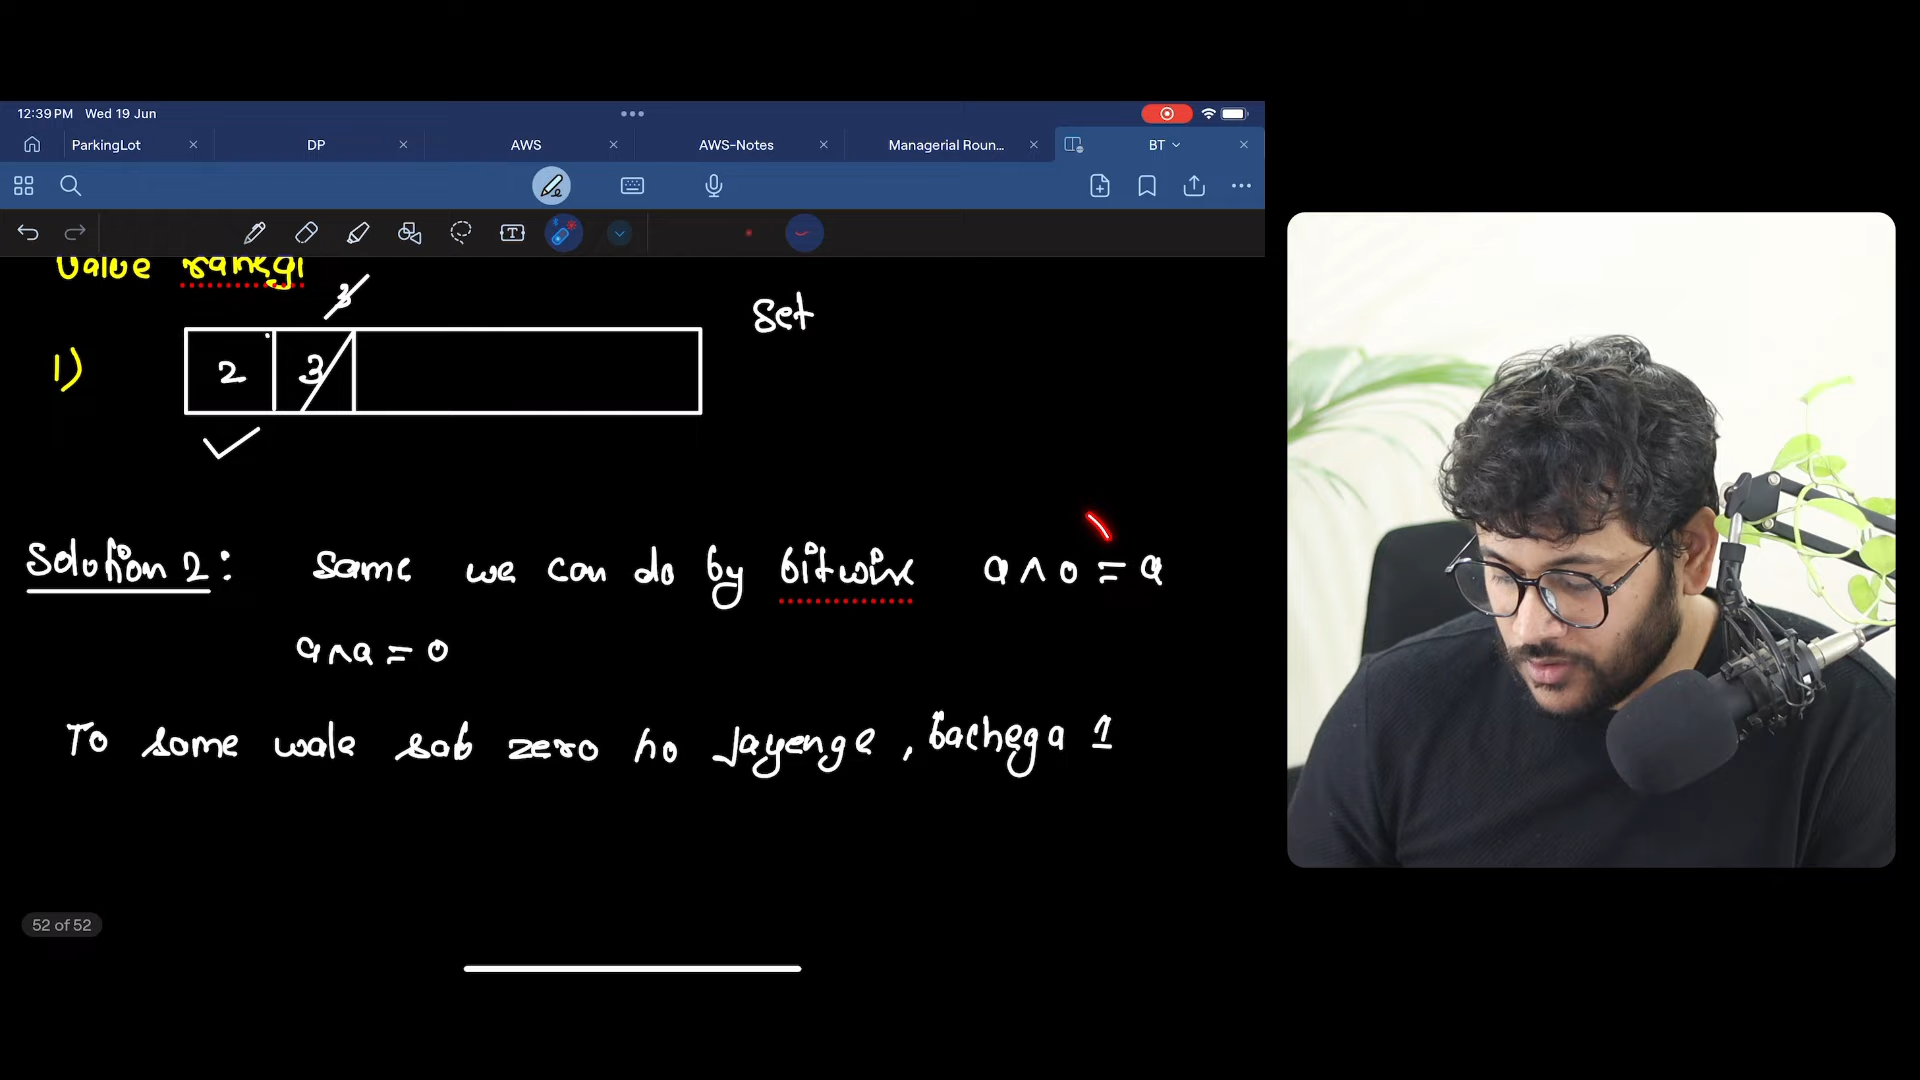 12:39 PM Wed 19 Jun
ParkingLot DP AWS AWS-Notes Managerial Roun... BT
Value rahegi
3
1) 2 3 Set
Solution 2: Same we can do by bitwise a ^ 0 = a
a ^ a = 0
To same wale sab zero ho jayenge, bachega 1
52 of 52